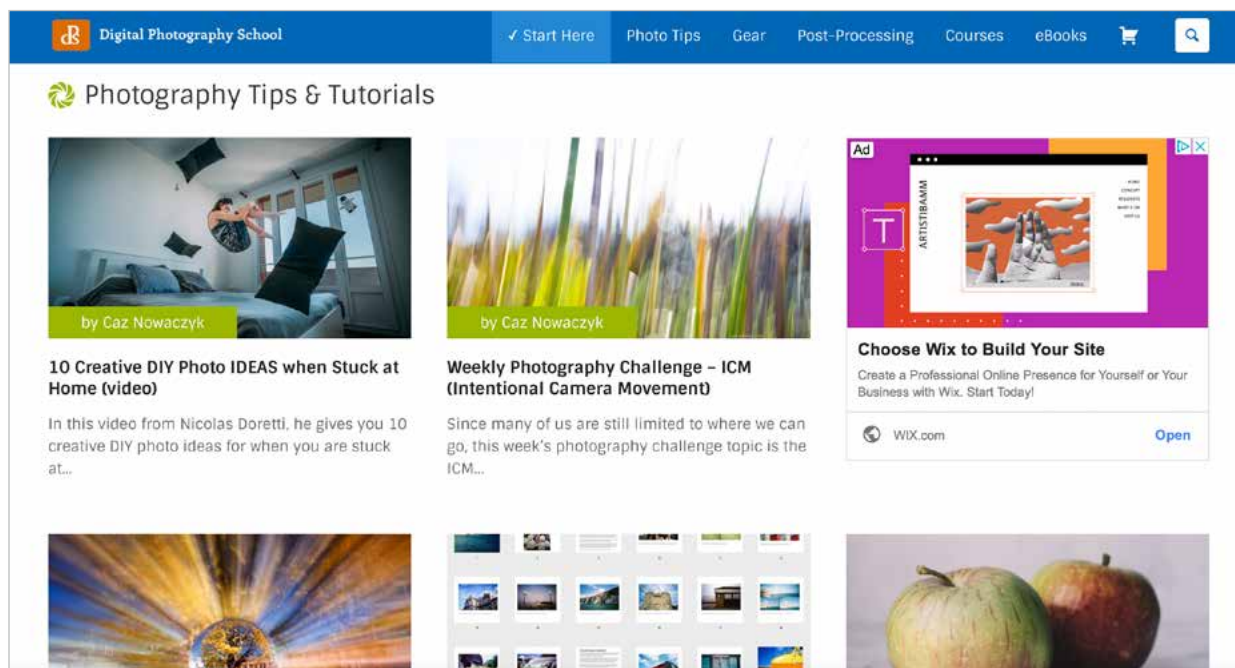 dPS Digital Photography School
✓ Start Here Photo Tips Gear Post-Processing Courses eBooks
Photography Tips & Tutorials
by Caz Nowaczyk
10 Creative DIY Photo IDEAS when Stuck at
Home (video)
In this video from Nicolas Doretti, he gives you 10
creative DIY photo ideas for when you are stuck
at...
by Caz Nowaczyk
Weekly Photography Challenge – ICM
(Intentional Camera Movement)
Since many of us are still limited to where we can
go, this week's photography challenge topic is the
ICM...
Ad
T
ARTISTIBAMM
HOME
CONCEPT
Choose Wix to Build Your Site
Create a Professional Online Presence for Yourself or Your
Business with Wix. Start Today!
WIX.com Open